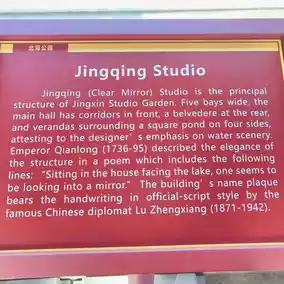 北海公园
Jingqing Studio
Jingqing (Clear Mirror) Studio is the principal
structure of Jingxin Studio Garden. Five bays wide, the
main hall has corridors in front, a belvedere at the rear,
and verandas surrounding a square pond on four sides,
attesting to the designer's emphasis on water scenery.
Emperor Qianlong (1736-95) described the elegance of
the structure in a poem which includes the following
lines: "Sitting in the house facing the lake, one seems to
be looking into a mirror." The building's name plaque
bears the handwriting in official-script style by the
famous Chinese diplomat Lu Zhengxiang (1871-1942).